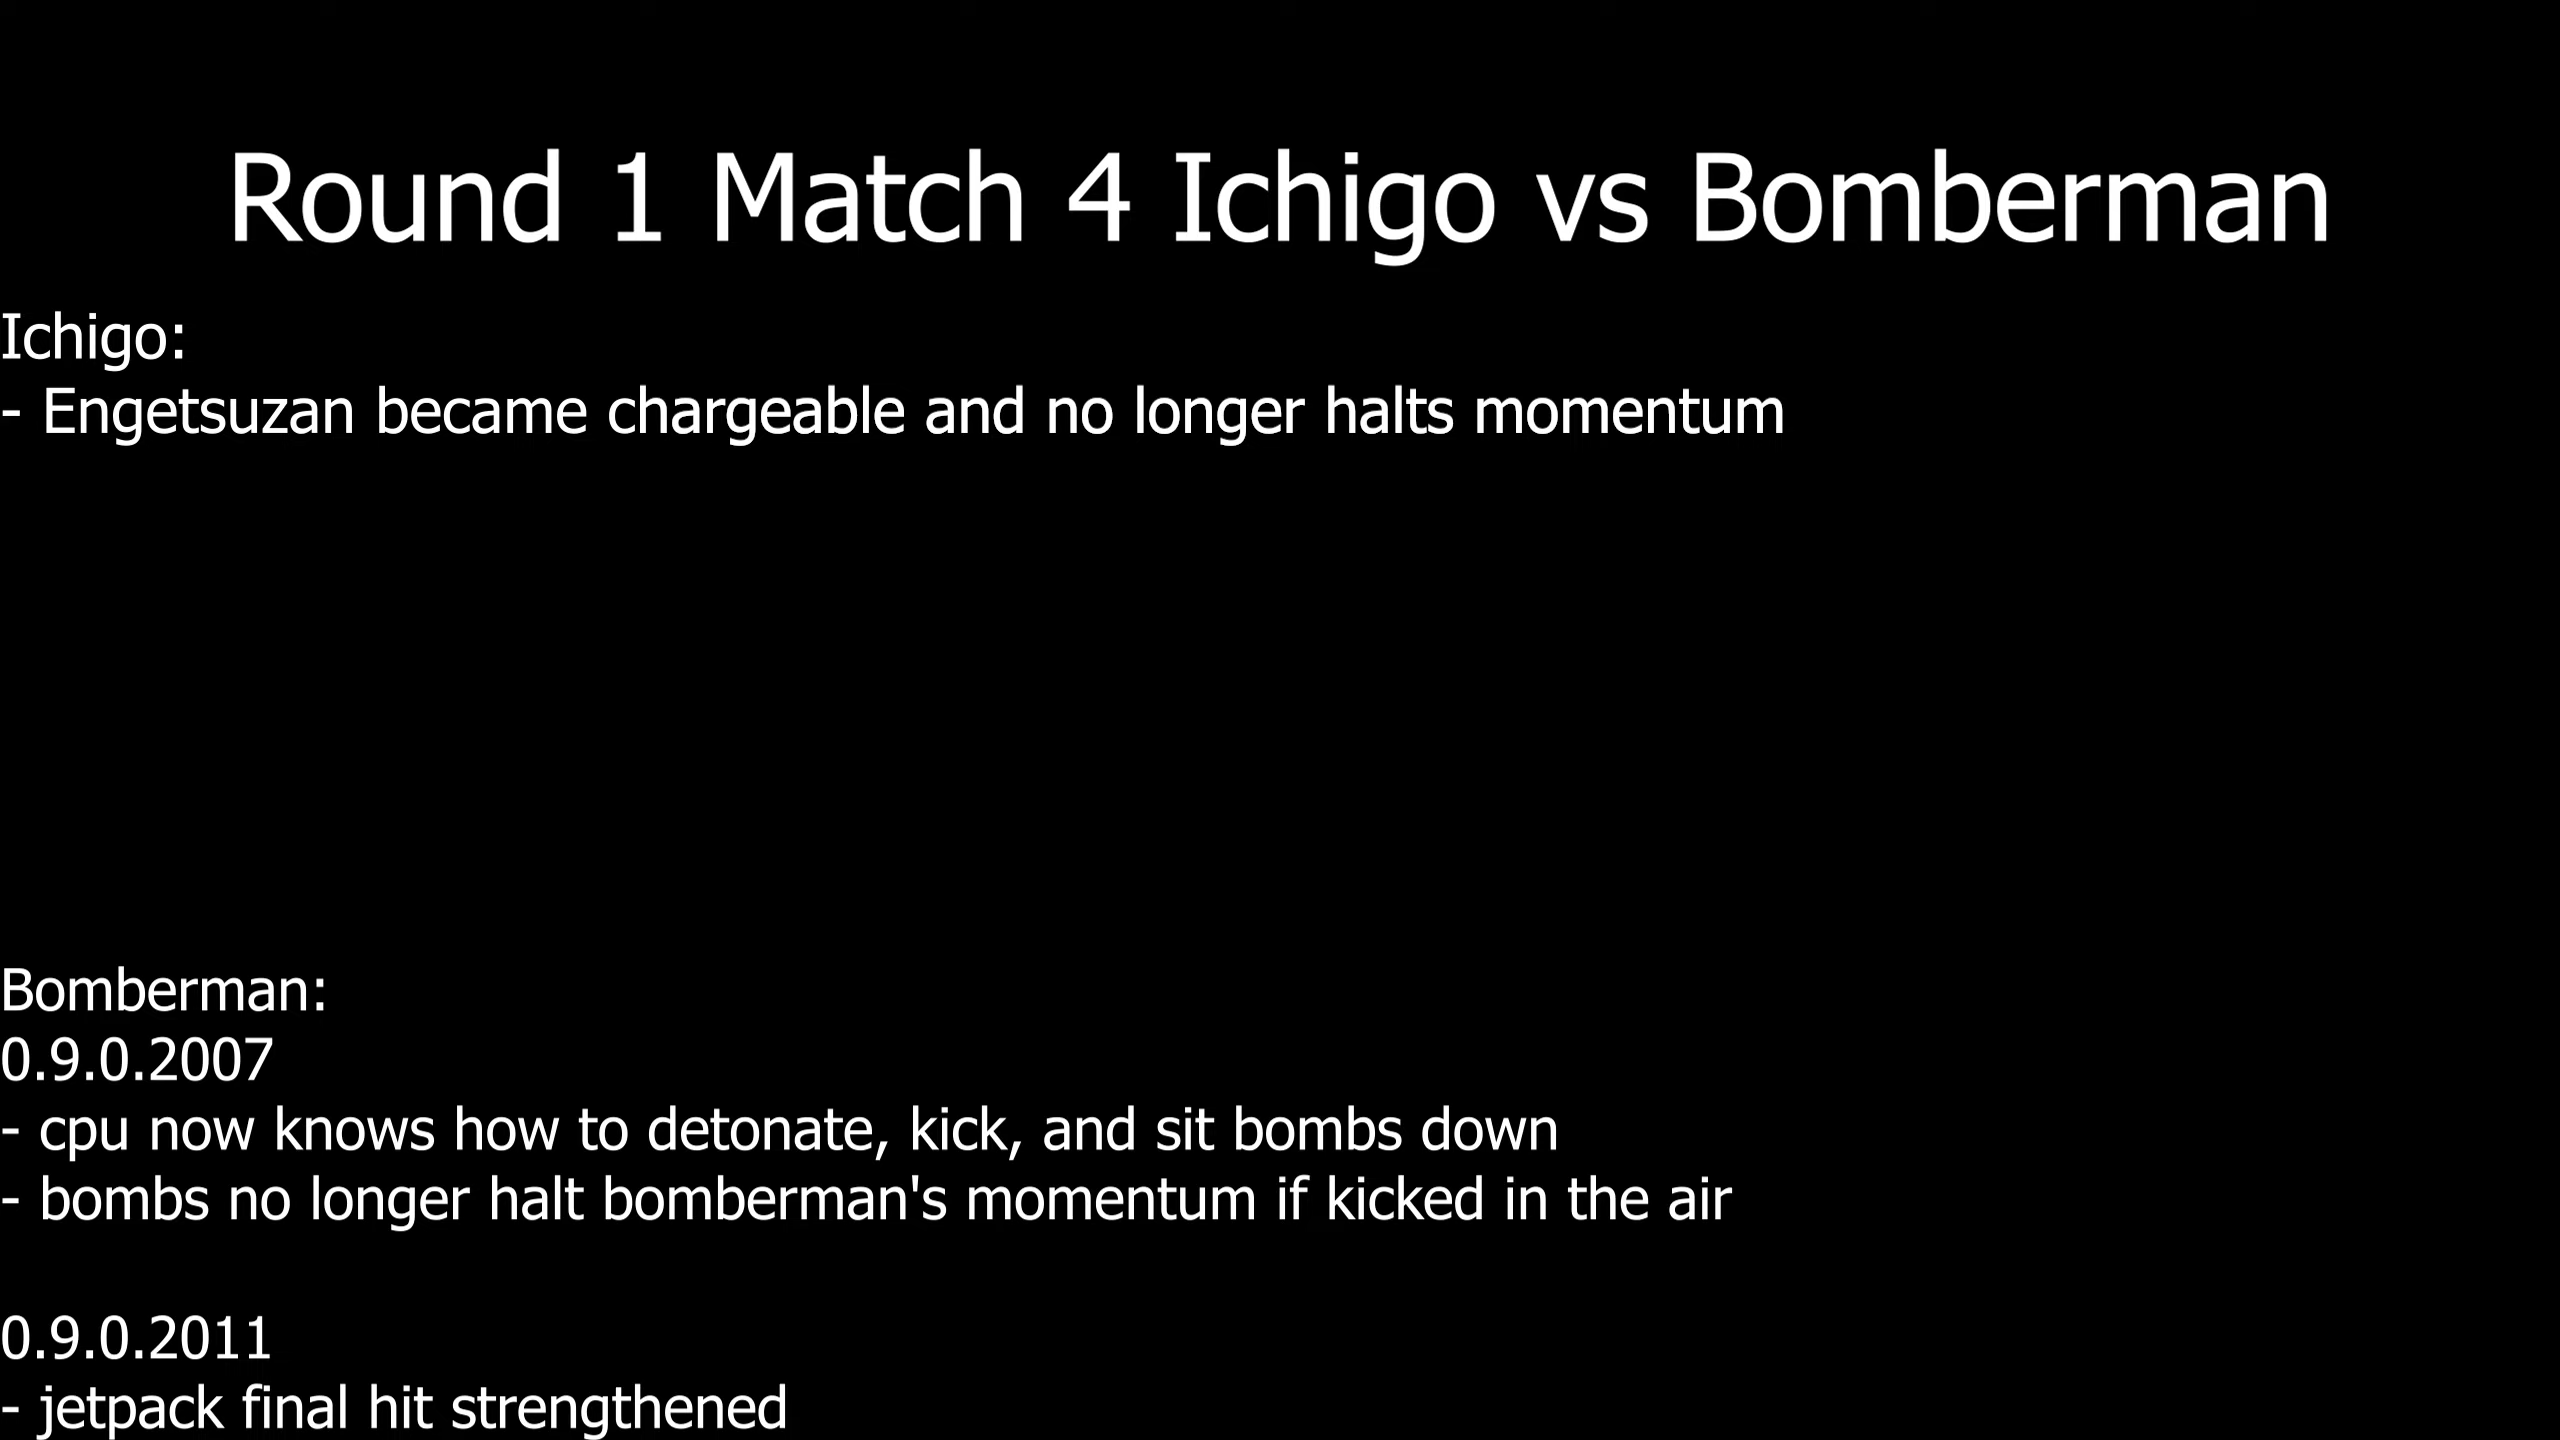 Round 1 Match 4 Ichigo vs Bomberman
Ichigo:
- Engetsuzan became chargeable and no longer halts momentum
Bomberman:
0.9.0.2007
- cpu now knows how to detonate, kick, and sit bombs down
- bombs no longer halt bomberman's momentum if kicked in the air
0.9.0.2011
- jetpack final hit strengthened